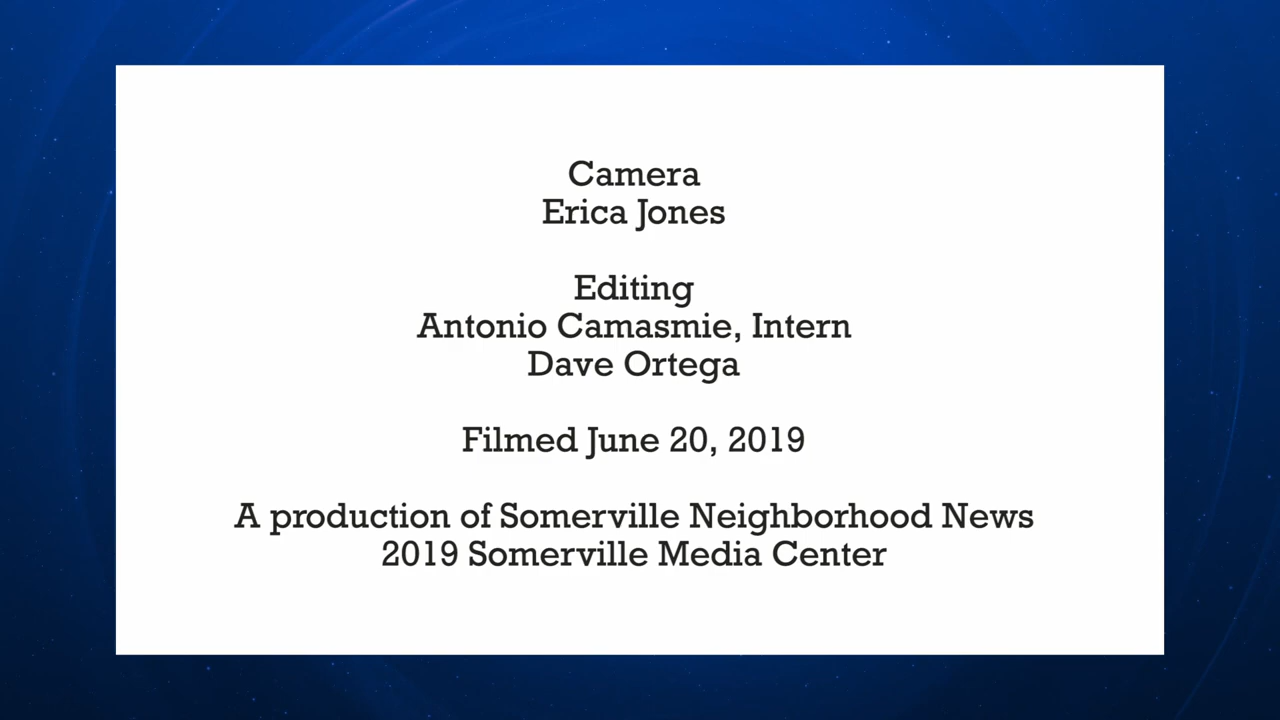 Camera
Erica Jones
Editing
Antonio Camasmie, Intern
Dave Ortega
Filmed June 20, 2019
A production of Somerville Neighborhood News
2019 Somerville Media Center